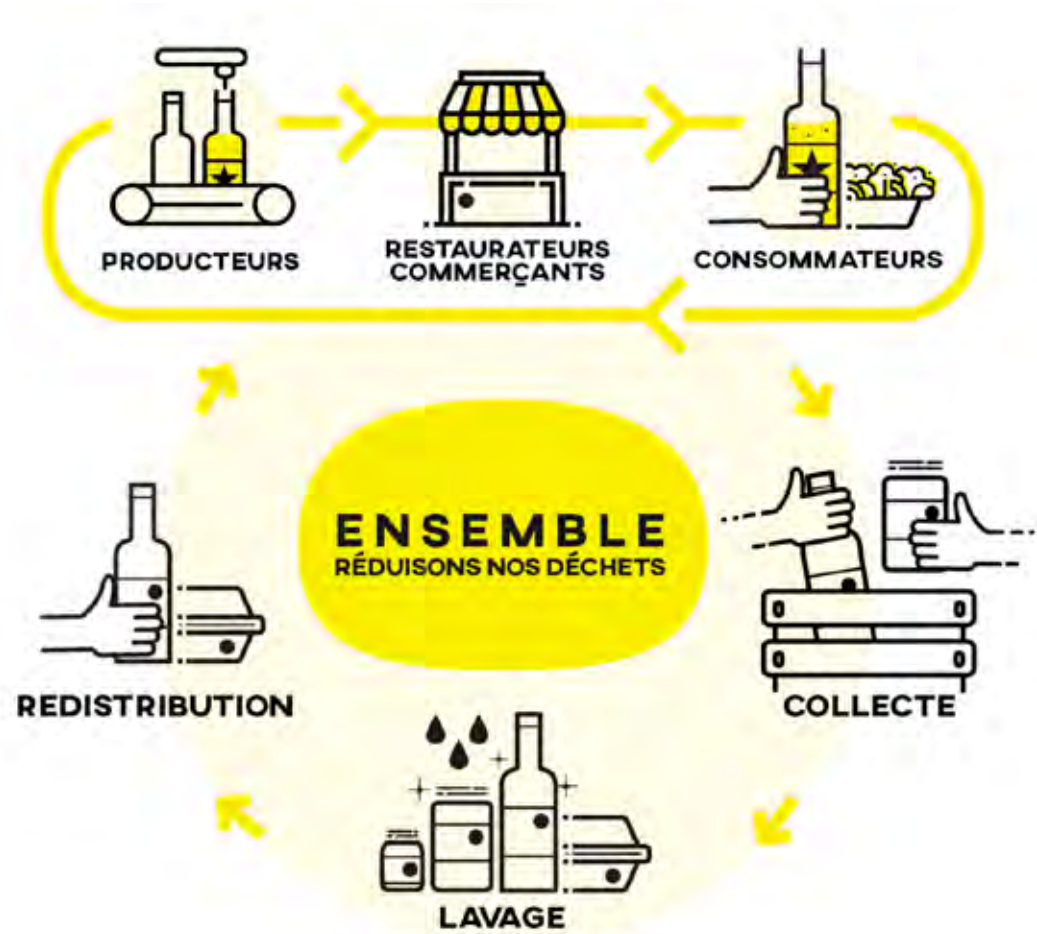 PRODUCTEURS
RESTAURATEURS
COMMERÇANTS
CONSOMMATEURS
ENSEMBLE
RÉDUISONS NOS DÉCHETS
REDISTRIBUTION
COLLECTE
LAVAGE